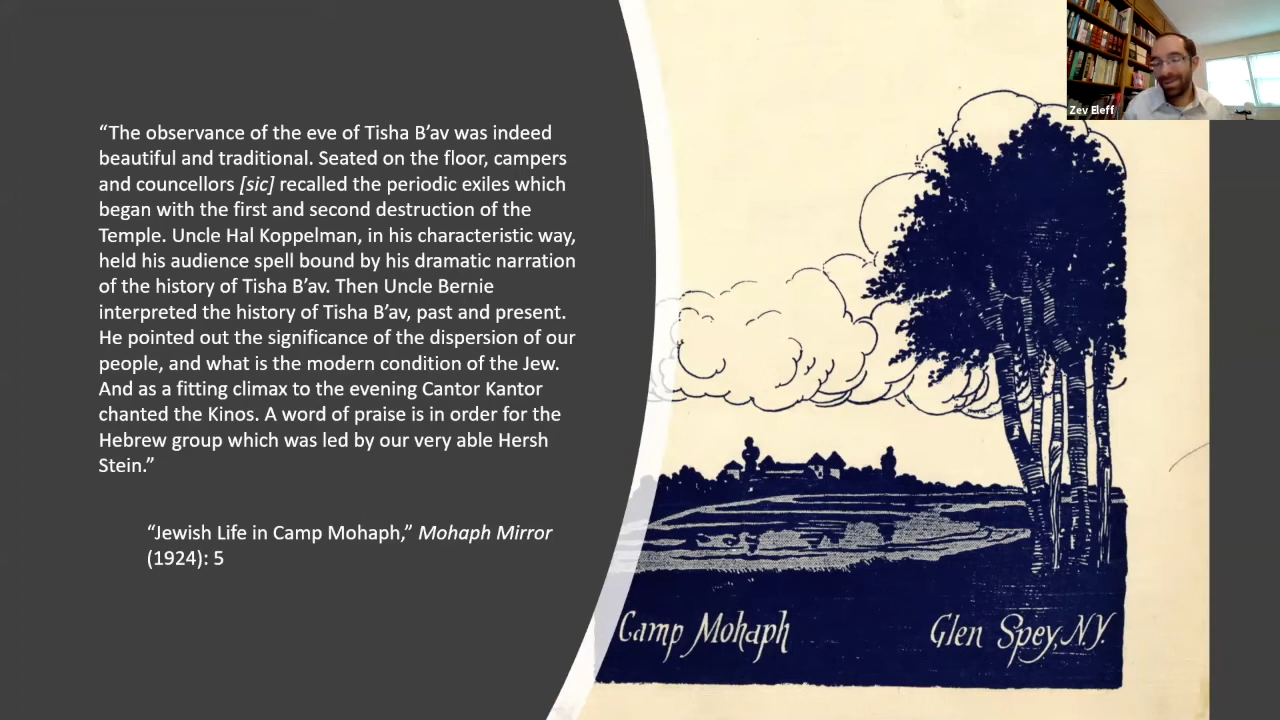 “The observance of the eve of Tisha B’av was indeed
beautiful and traditional. Seated on the floor, campers
and councellors [sic] recalled the periodic exiles which
began with the first and second destruction of the
Temple. Uncle Hal Koppelman, in his characteristic way,
held his audience spell bound by his dramatic narration
of the history of Tisha B’av. Then Uncle Bernie
interpreted the history of Tisha B’av, past and present.
He pointed out the significance of the dispersion of our
people, and what is the modern condition of the Jew.
And as a fitting climax to the evening Cantor Kantor
chanted the Kinos. A word of praise is in order for the
Hebrew group which was led by our very able Hersh
Stein.”
“Jewish Life in Camp Mohaph,” Mohaph Mirror
(1924): 5
Camp Mohaph Glen Spey, N.Y.
Zev Eleff